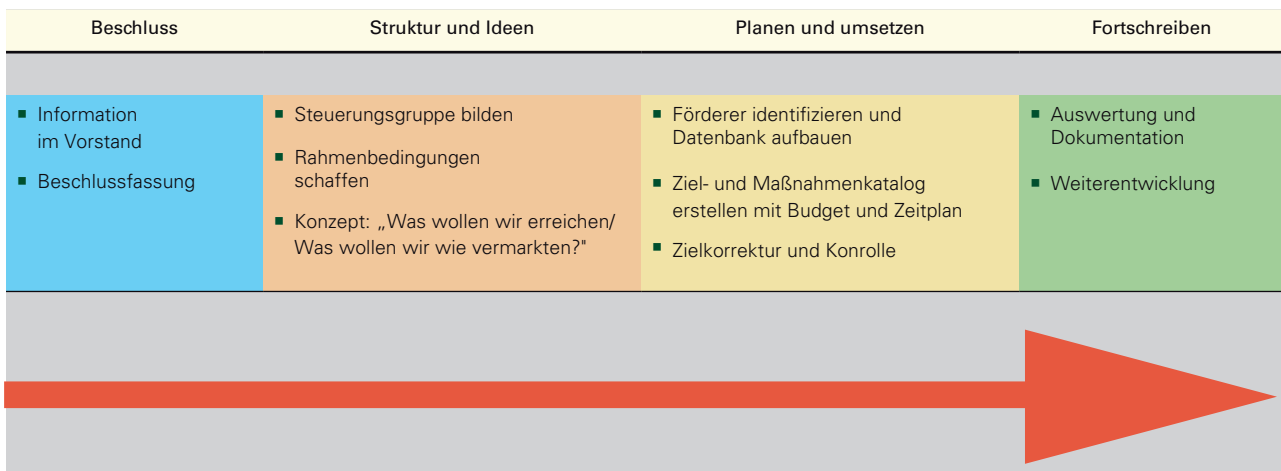 Beschluss
Struktur und Ideen
Planen und umsetzen
Fortschreiben
▪ Information
im Vorstand
▪ Beschlussfassung
▪ Steuerungsgruppe bilden
▪ Rahmenbedingungen
schaffen
▪ Konzept: „Was wollen wir erreichen/
Was wollen wir wie vermarkten?"
▪ Förderer identifizieren und
Datenbank aufbauen
▪ Ziel- und Maßnahmenkatalog
erstellen mit Budget und Zeitplan
▪ Zielkorrektur und Konrolle
▪ Auswertung und
Dokumentation
▪ Weiterentwicklung